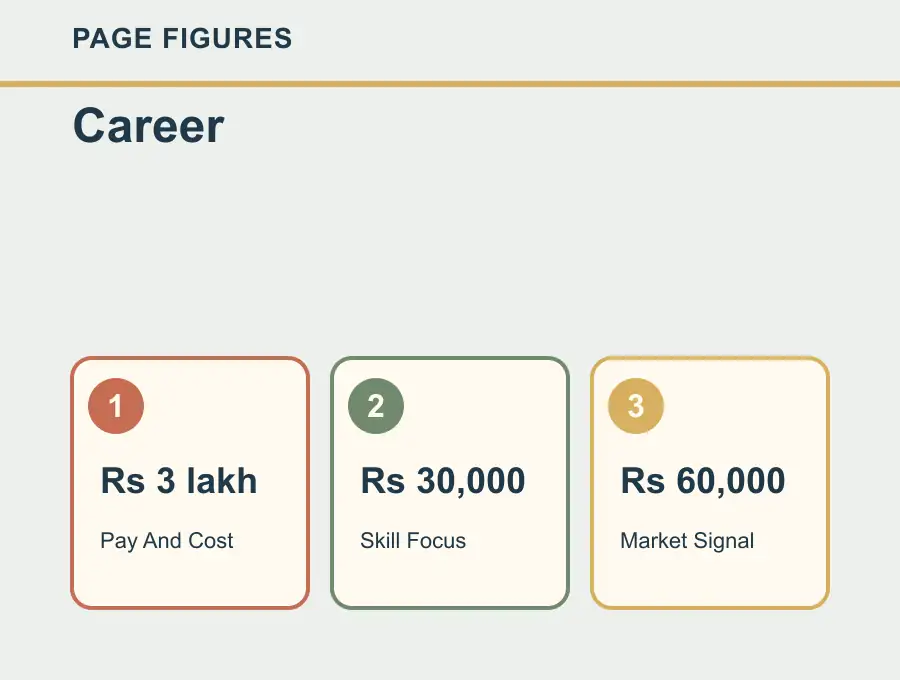 PAGE FIGURES
Career
1
Rs 3 lakh
Pay And Cost
2
Rs 30,000
Skill Focus
3
Rs 60,000
Market Signal